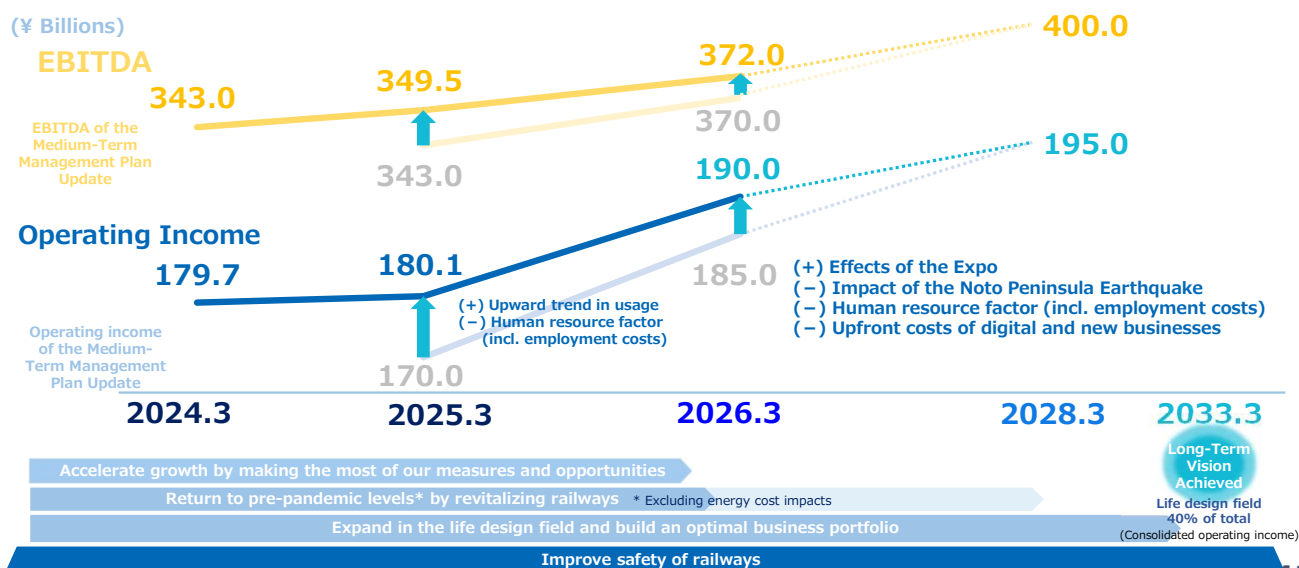 (¥ Billions)
EBITDA
343.0
349.5
372.0
400.0
EBITDA of the
Medium-Term
Management Plan
Update
343.0
370.0
Operating Income
179.7
180.1
190.0
195.0
Operating income
of the Medium-
Term Management
Plan Update
170.0
185.0
(+) Upward trend in usage
(−) Human resource factor
(incl. employment costs)
(+) Effects of the Expo
(−) Impact of the Noto Peninsula Earthquake
(−) Human resource factor (incl. employment costs)
(−) Upfront costs of digital and new businesses
2024.3
2025.3
2026.3
2028.3
2033.3
Accelerate growth by making the most of our measures and opportunities
Return to pre-pandemic levels* by revitalizing railways * Excluding energy cost impacts
Expand in the life design field and build an optimal business portfolio
Improve safety of railways
Long-Term
Vision
Achieved
Life design field
40% of total
(Consolidated operating income)